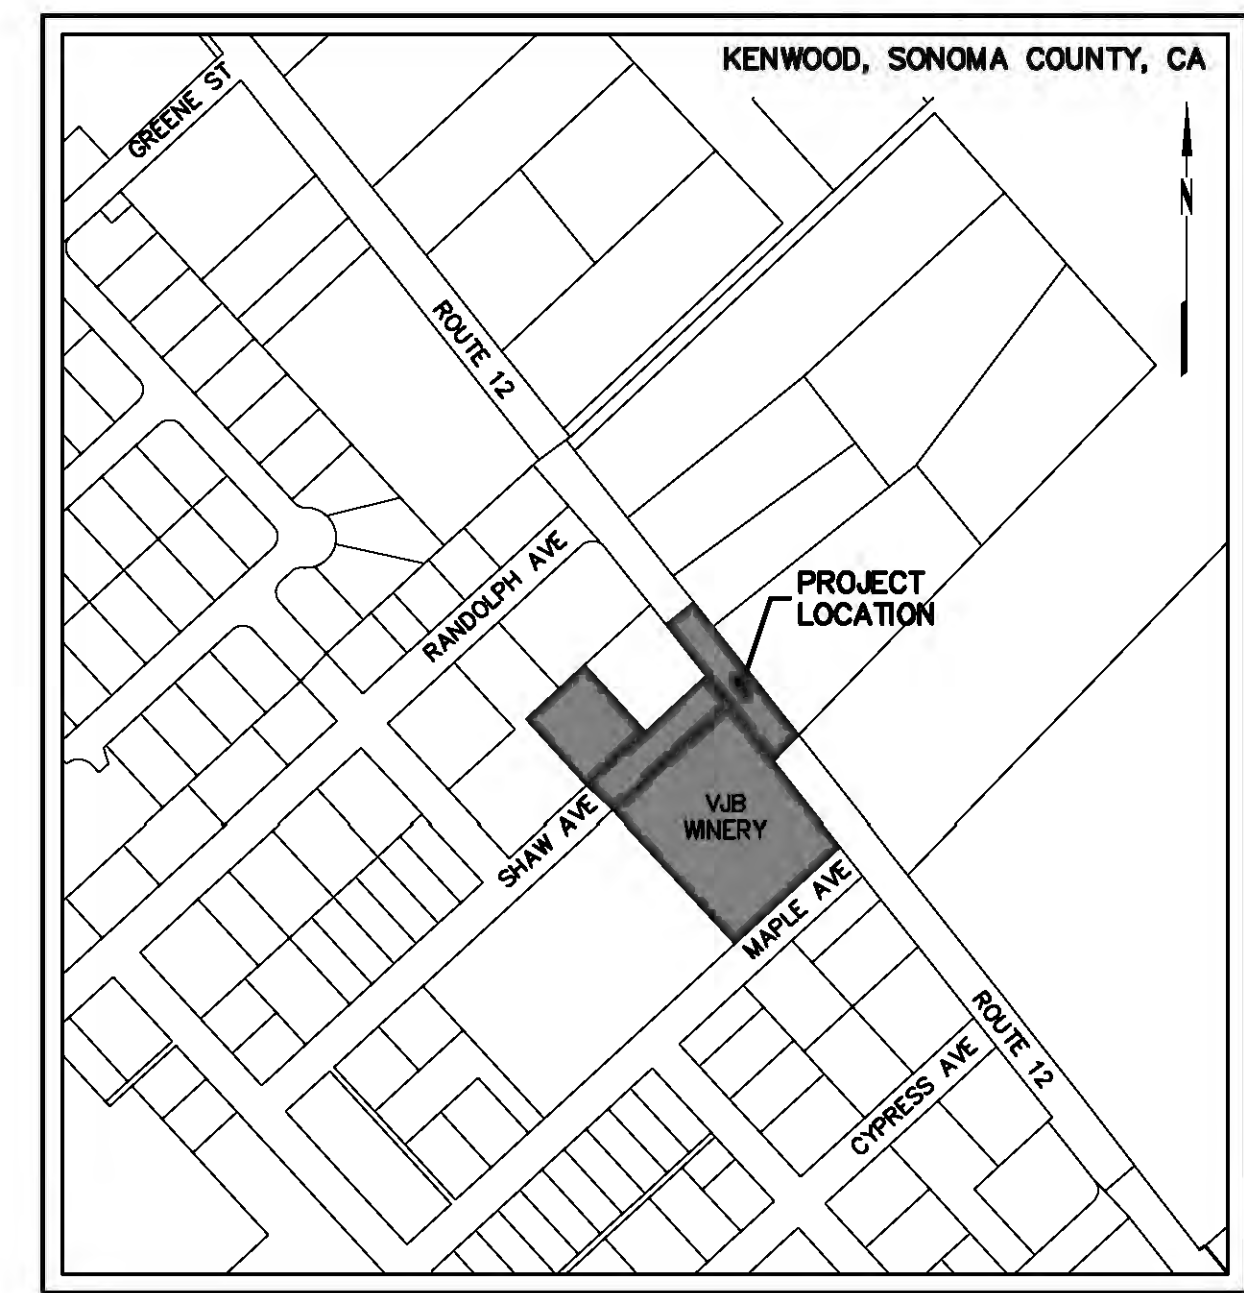 KENWOOD, SONOMA COUNTY, CA
GREENE ST
N
ROUTE 12
RANDOLPH AVE
PROJECT
LOCATION
VJB
WINERY
SHAW AVE
MAPLE AVE
ROUTE 12
CYPRESS AVE